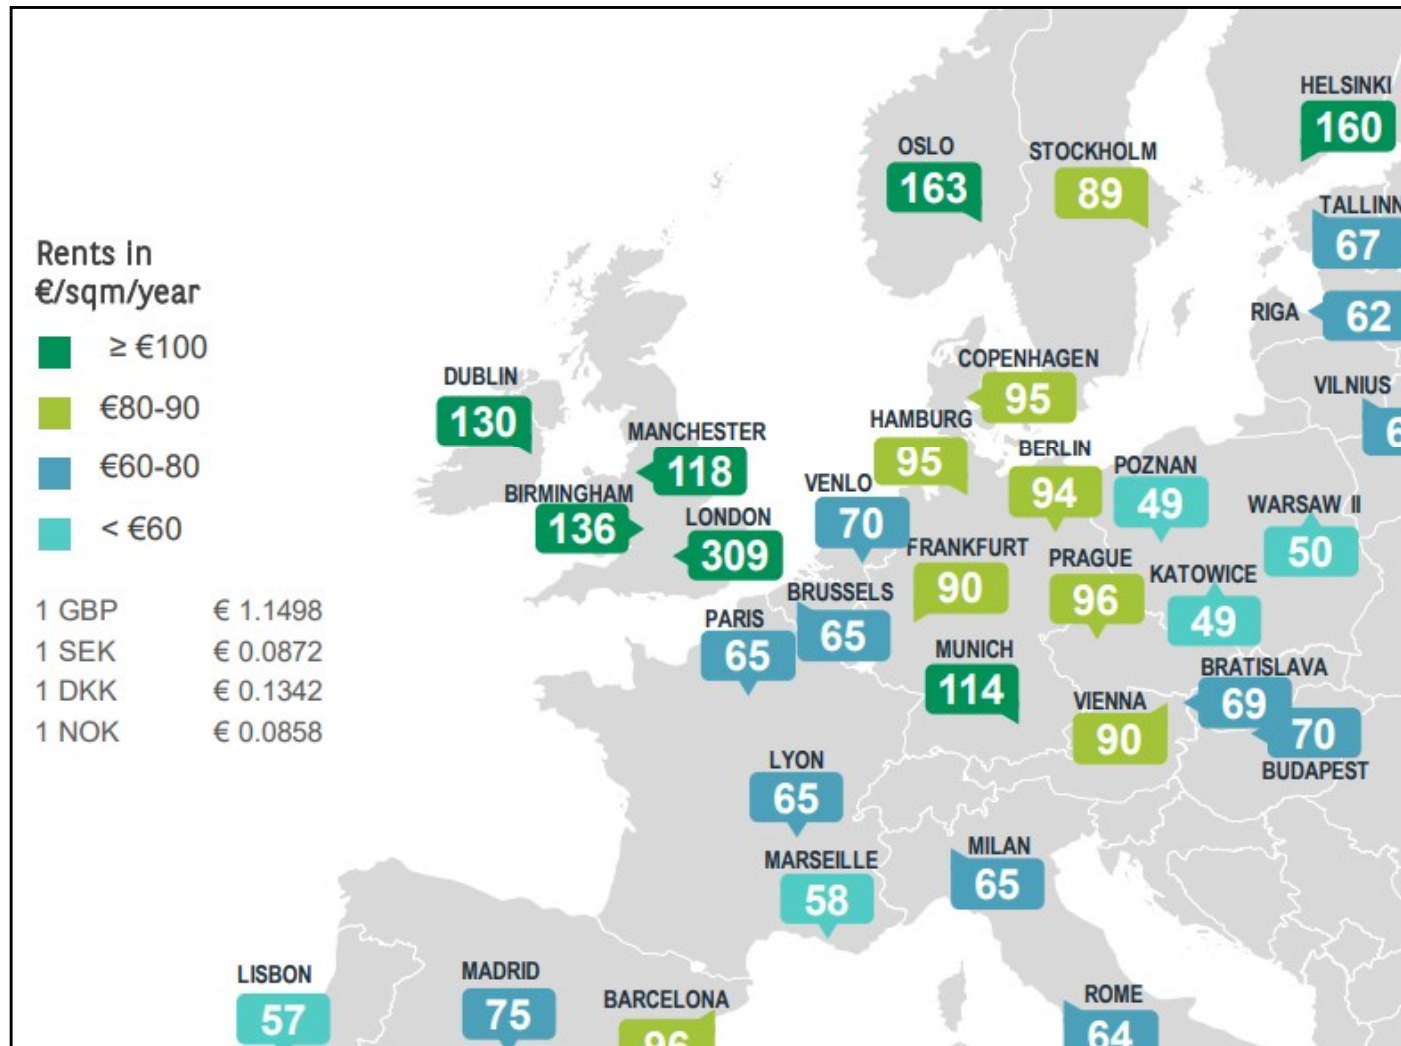 HELSINKI
160
OSLO
163
STOCKHOLM
89
TALLINN
67
Rents in
€/sqm/year
≥ €100
€80-90
€60-80
< €60
1 GBP € 1.1498
1 SEK € 0.0872
1 DKK € 0.1342
1 NOK € 0.0858
RIGA
62
COPENHAGEN
95
VILNIUS
DUBLIN
130
HAMBURG
95
MANCHESTER
118
BERLIN
94
POZNAN
49
VENLO
70
BIRMINGHAM
136
LONDON
309
WARSAW II
50
FRANKFURT
90
PRAGUE
96
KATOWICE
49
BRUSSELS
65
PARIS
65
MUNICH
114
BRATISLAVA
69
VIENNA
90
70
BUDAPEST
LYON
65
MILAN
65
MARSEILLE
58
LISBON
57
MADRID
75
BARCELONA
96
ROME
64